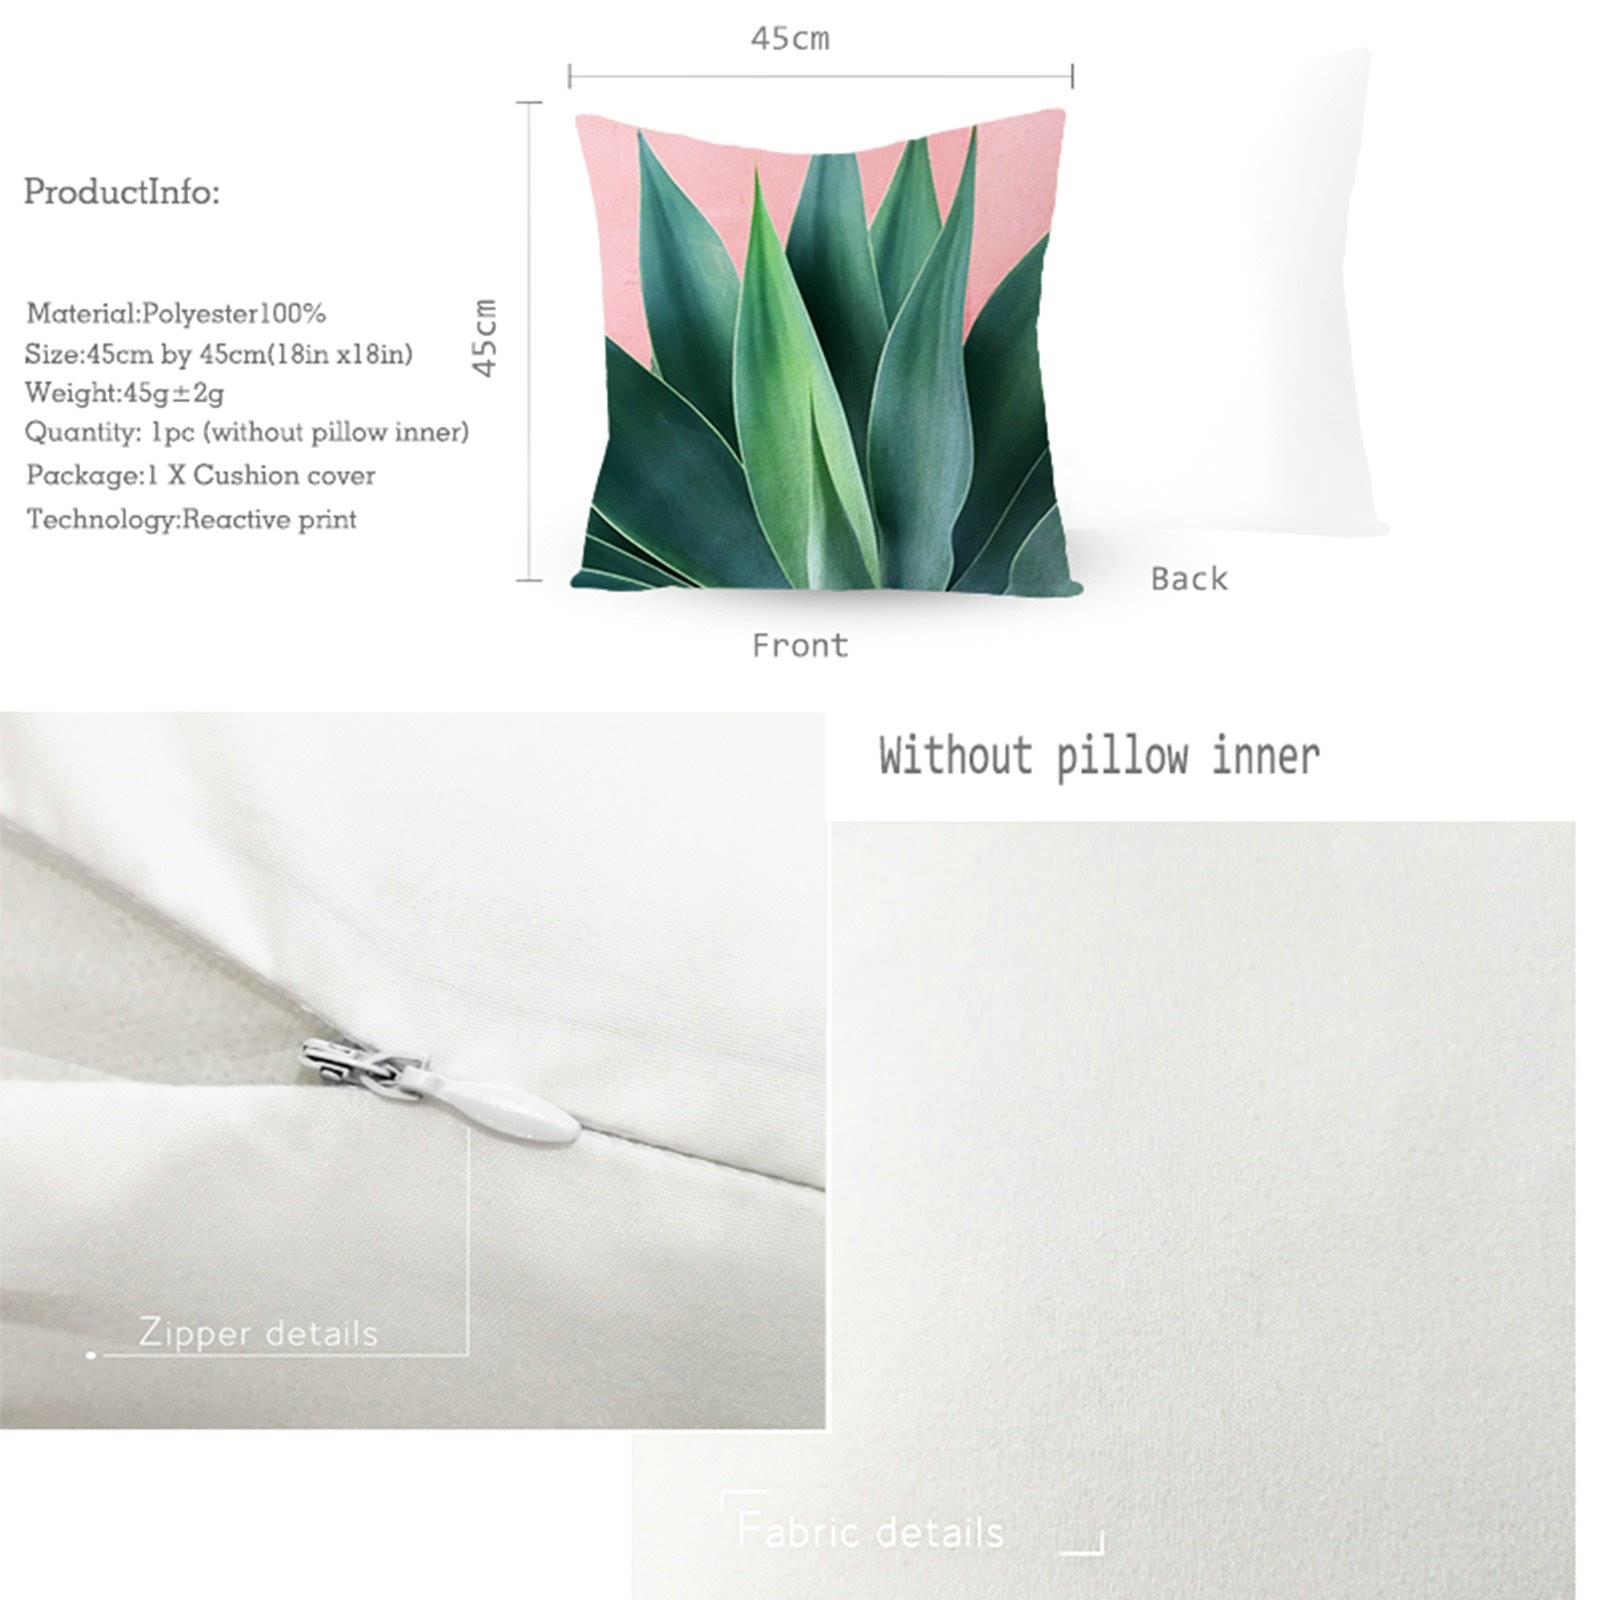 45cm
45cm
ProductInfo:
Material:Polyester100%
Size:45cm by 45cm(18in x18in)
Weight:45g±2g
Quantity: 1pc (without pillow inner)
Package:1 X Cushion cover
Technology:Reactive print
Back
Front
Without pillow inner
Zipper details
Fabric details